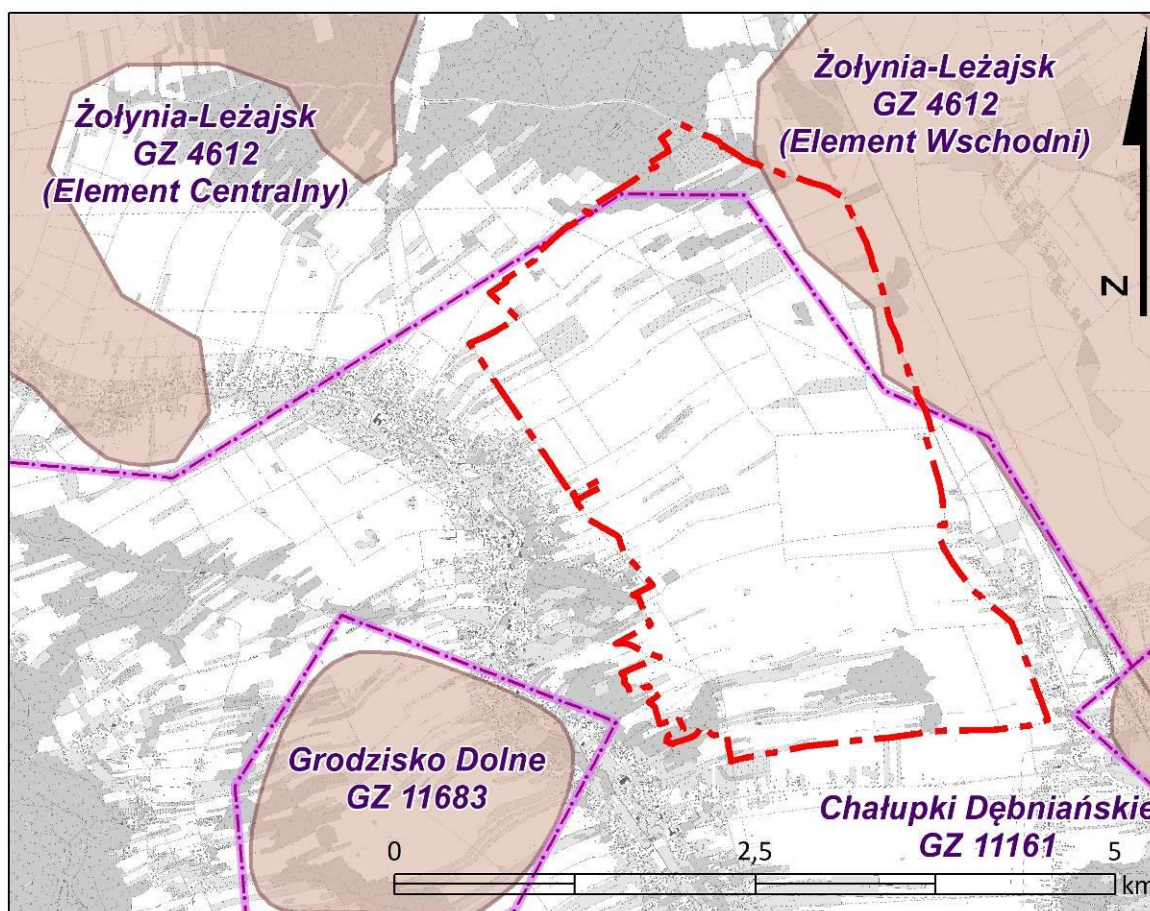 Żołynia-Leżajsk
GZ 4612
(Element Centralny)
Żołynia-Leżajsk
GZ 4612
(Element Wschodni)
N
Grodzisko Dolne
GZ 11683
Chałupki Dębniańskie
GZ 11161
0 2,5 5
km